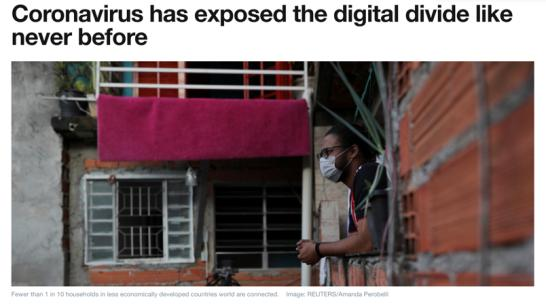 Coronavirus has exposed the digital divide like
never before
Fewer than 1 in 10 households in less economically developed countries world are connected. Image: REUTERS/Amanda Perobelli